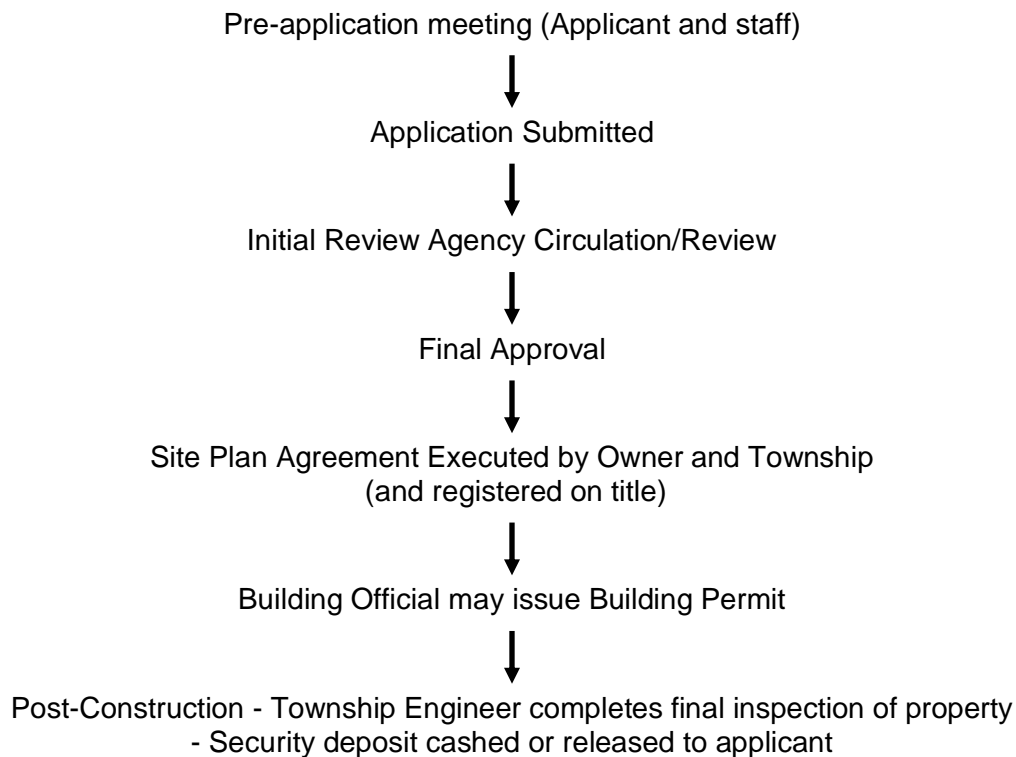 Pre-application meeting (Applicant and staff)
Application Submitted
Initial Review Agency Circulation/Review
Final Approval
Site Plan Agreement Executed by Owner and Township
(and registered on title)
Building Official may issue Building Permit
Post-Construction - Township Engineer completes final inspection of property
- Security deposit cashed or released to applicant